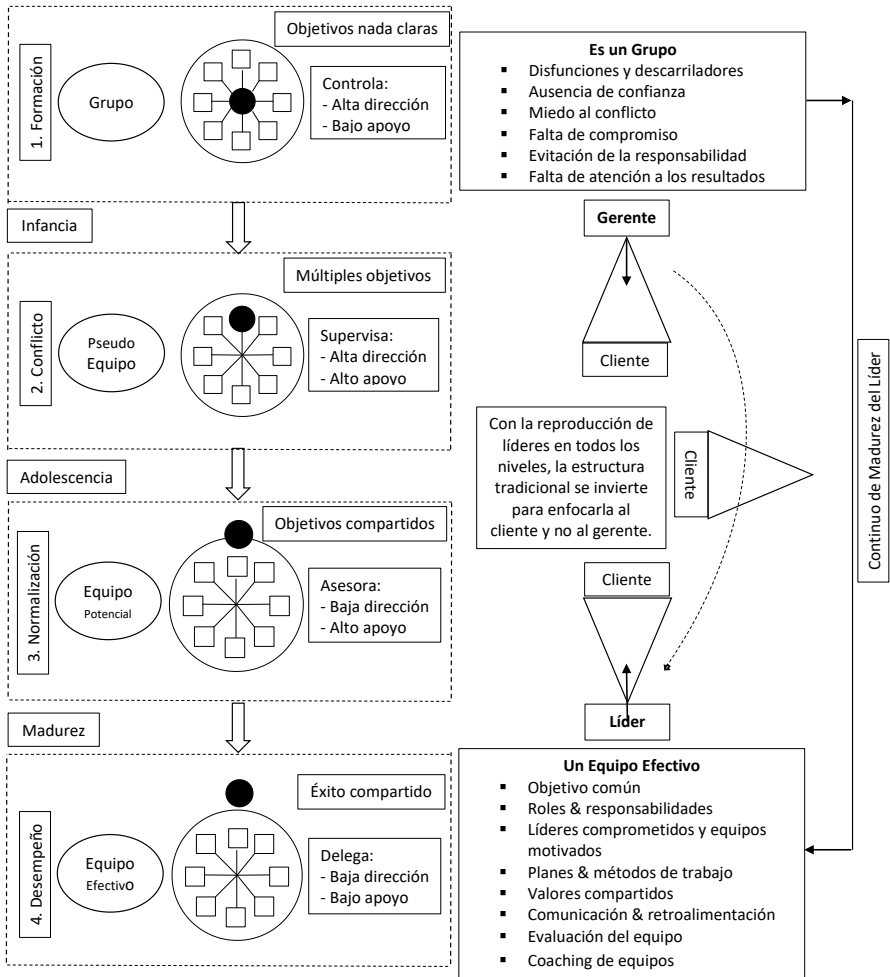 Objetivos nada claras
1. Formación
Grupo
Controla:
- Alta dirección
- Bajo apoyo
Infancia
Múltiples objetivos
2. Conflicto
Pseudo
Equipo
Supervisa:
- Alta dirección
- Alto apoyo
Adolescencia
Objetivos compartidos
3. Normalización
Equipo
Potencial
Asesora:
- Baja dirección
- Alto apoyo
Madurez
Éxito compartido
4. Desempeño
Equipo
Efectivo
Delega:
- Baja dirección
- Bajo apoyo
Es un Grupo
▪ Disfunciones y descarriladores
▪ Ausencia de confianza
▪ Miedo al conflicto
▪ Falta de compromiso
▪ Evitación de la responsabilidad
▪ Falta de atención a los resultados
Gerente
Cliente
Con la reproducción de
líderes en todos los
niveles, la estructura
tradicional se invierte
para enfocarla al
cliente y no al gerente.
Cliente
Cliente
Líder
Un Equipo Efectivo
▪ Objetivo común
▪ Roles & responsabilidades
▪ Líderes comprometidos y equipos
motivados
▪ Planes & métodos de trabajo
▪ Valores compartidos
▪ Comunicación & retroalimentación
▪ Evaluación del equipo
▪ Coaching de equipos
Continuo de Madurez del Líder